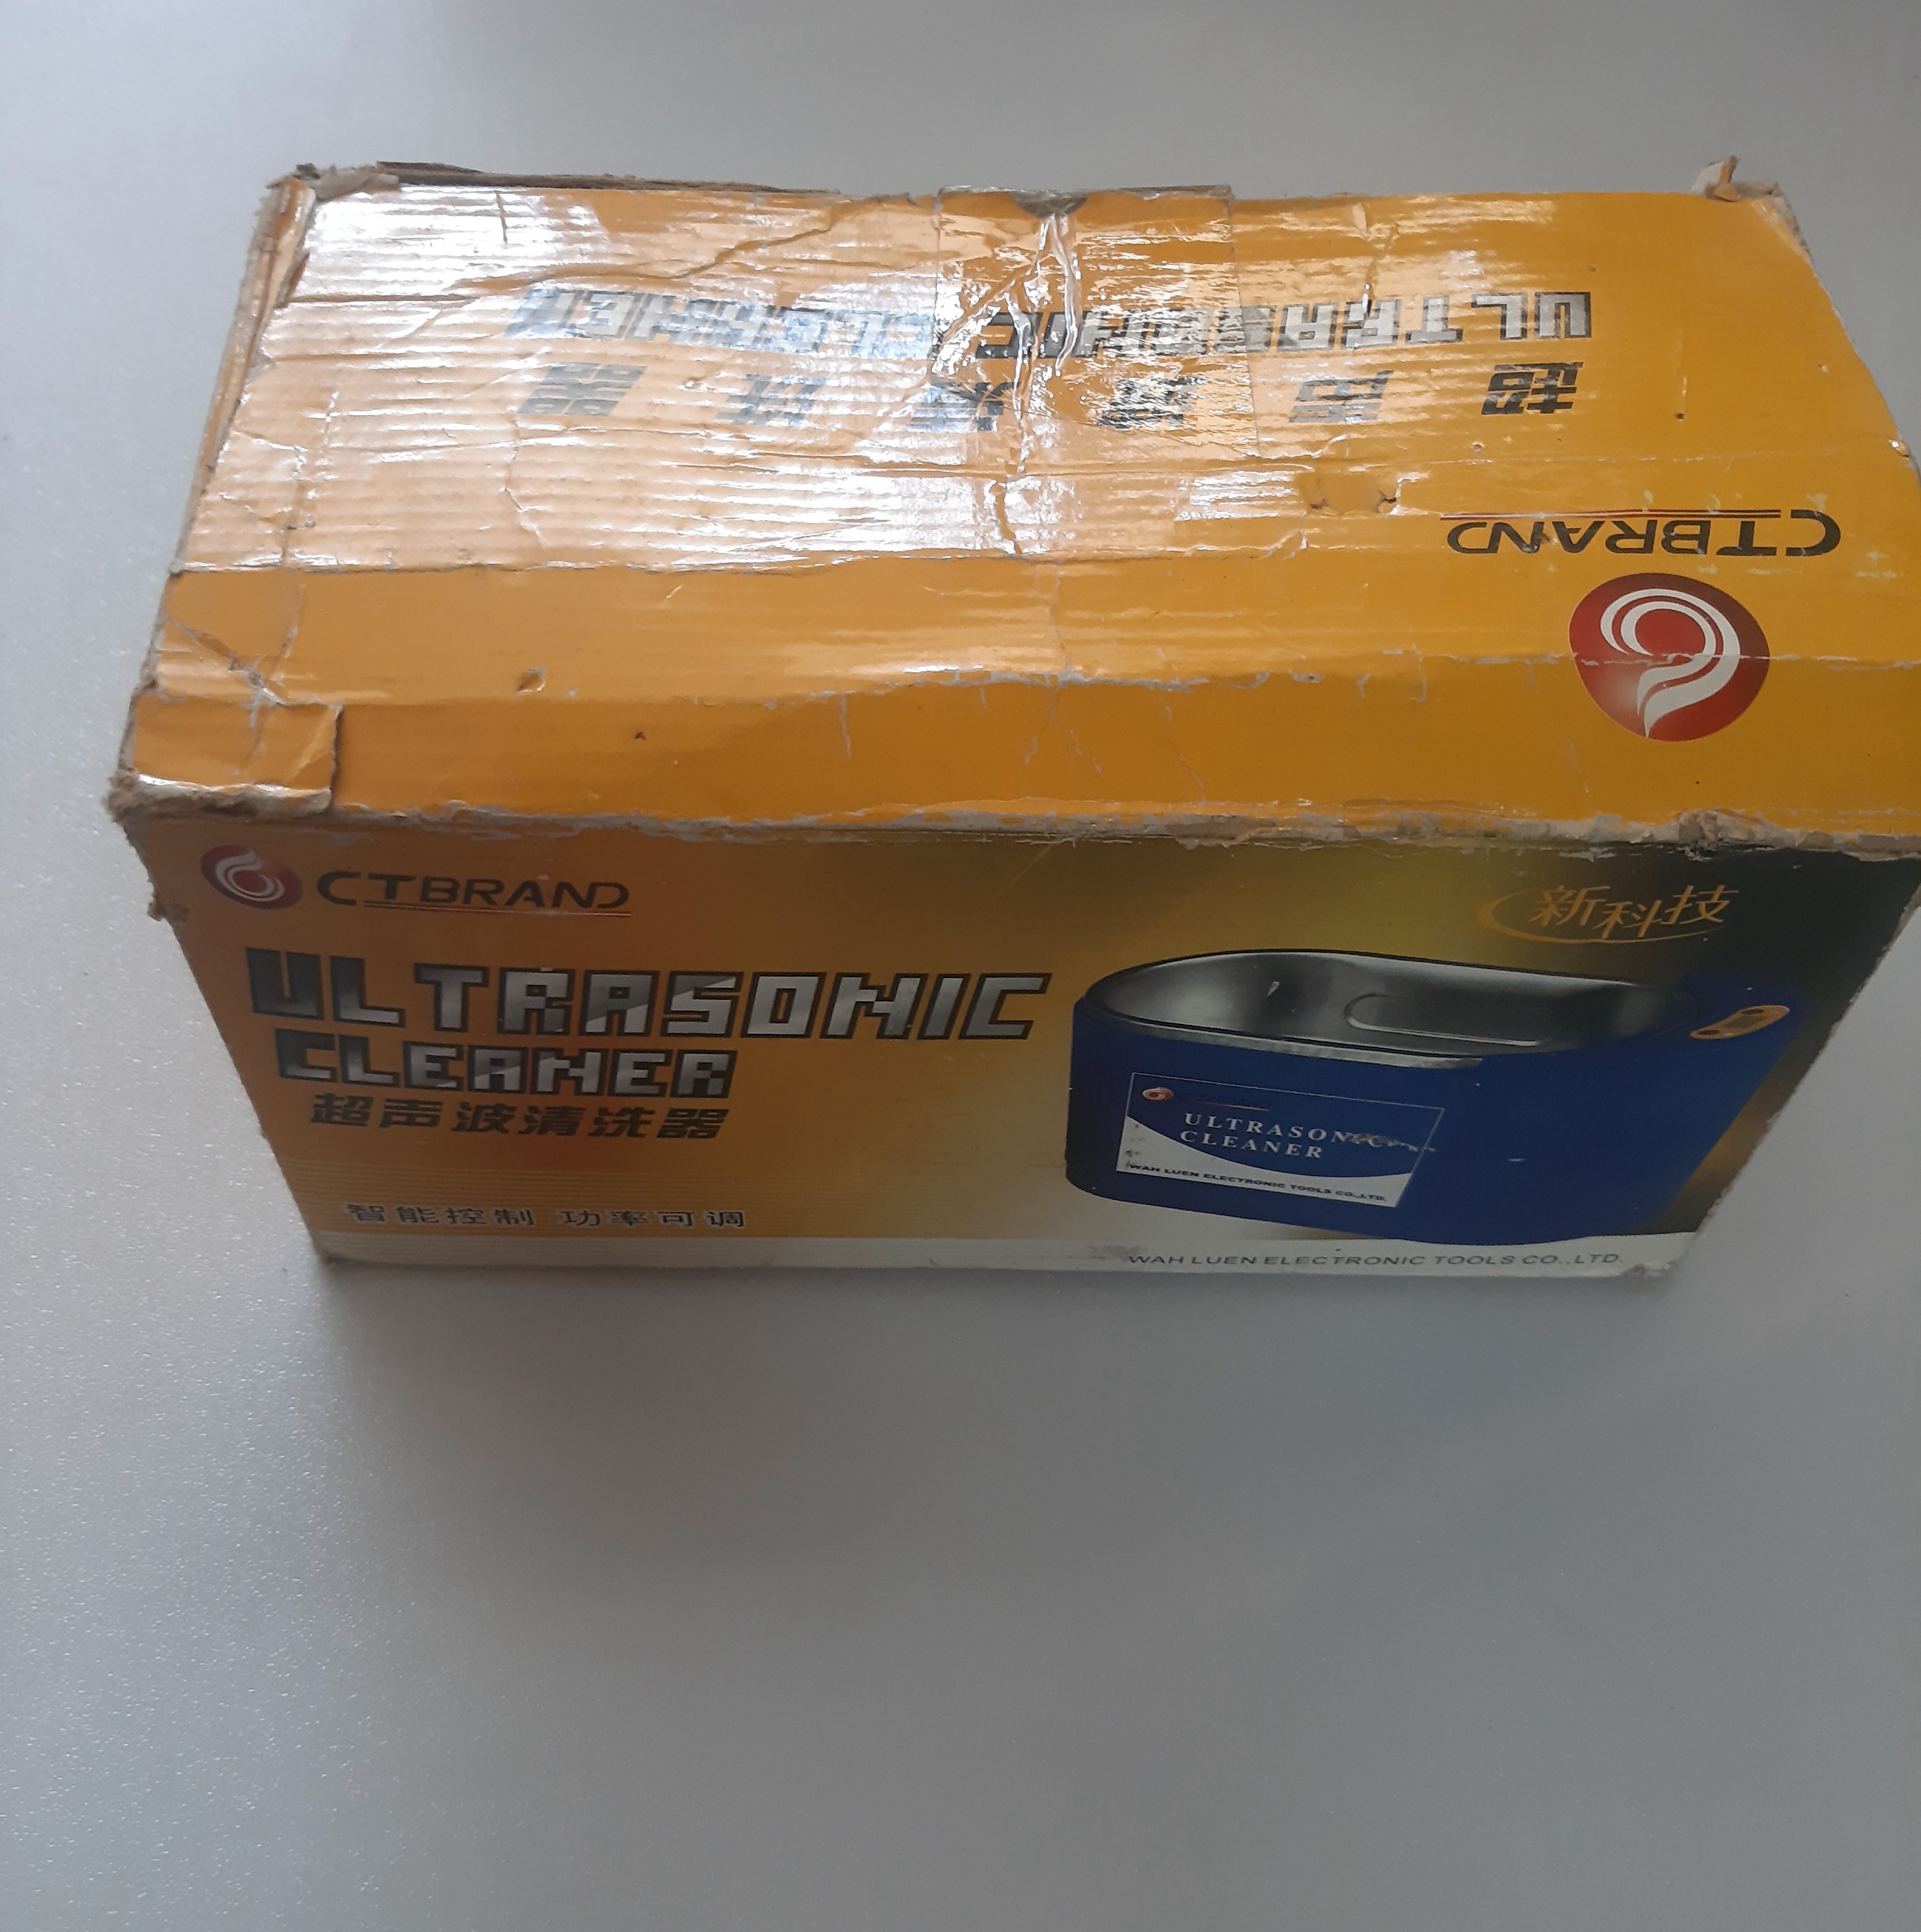 ULTRASONIC CLEANER
超声波清洗器
CTBRAND
CTBRAND
新科技
ULTRASONIC
CLEANER
超声波清洗器
ULTRASONIC
CLEANER
WAH LUEN ELECTRONIC TOOLS CO.,LTD.
智能控制 功率可调
WAH LUEN ELECTRONIC TOOLS CO.,LTD.